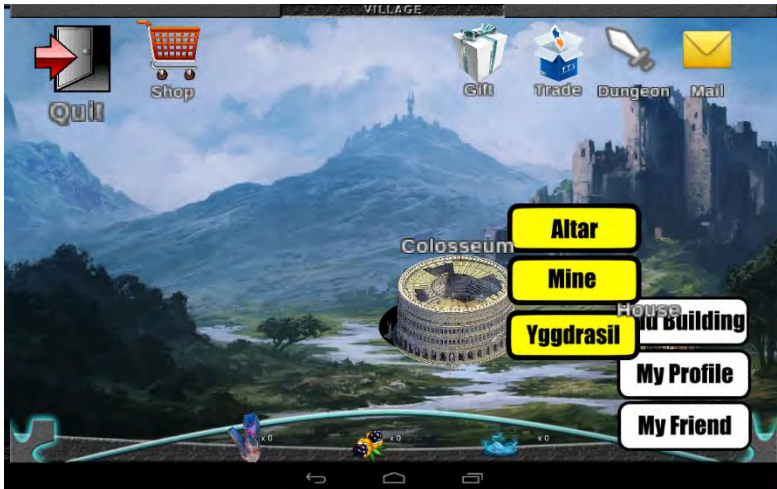 VILLAGE
Quit
Shop
Gift
Trade
Dungeon
Mail
Colosseum
Altar
Mine
House
Building
Yggdrasil
My Profile
My Friend
x 0
x 0
x 0